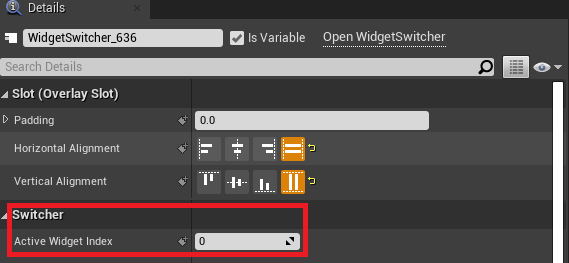 Details
WidgetSwitcher_636 Is Variable Open WidgetSwitcher
Search Details
Slot (Overlay Slot)
Padding 0.0
Horizontal Alignment
Vertical Alignment
Switcher
Active Widget Index 0